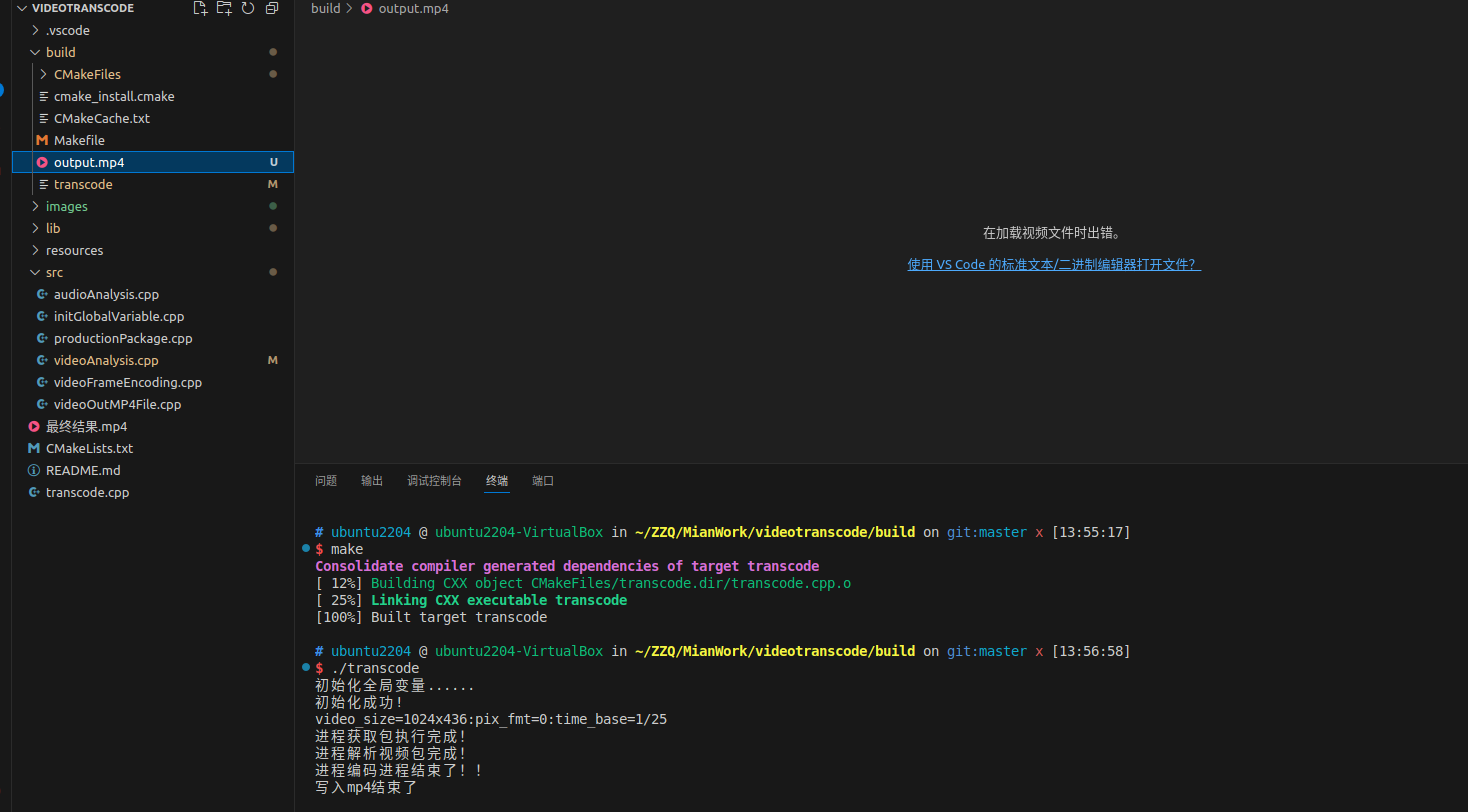 VIDEOTRANSCODE
.vscode
build
CMakeFiles
cmake_install.cmake
CMakeCache.txt
M Makefile
output.mp4 U
transcode M
images
lib
resources
src
audioAnalysis.cpp
initGlobalVariable.cpp
productionPackage.cpp
videoAnalysis.cpp M
videoFrameEncoding.cpp
videoOutMP4File.cpp
最终结果.mp4
M CMakeLists.txt
README.md
transcode.cpp
build > output.mp4
在加载视频文件时出错。
使用 VS Code 的标准文本/二进制编辑器打开文件?
问题 输出 调试控制台 终端 端口
# ubuntu2204 @ ubuntu2204-VirtualBox in ~/ZZQ/MianWork/videotranscode/build on git:master x [13:55:17]
$ make
Consolidate compiler generated dependencies of target transcode
[ 12%] Building CXX object CMakeFiles/transcode.dir/transcode.cpp.o
[ 25%] Linking CXX executable transcode
[100%] Built target transcode
# ubuntu2204 @ ubuntu2204-VirtualBox in ~/ZZQ/MianWork/videotranscode/build on git:master x [13:56:58]
$ ./transcode
初始化全局变量......
初始化成功!
video_size=1024x436:pix_fmt=0:time_base=1/25
进程获取包执行完成!
进程解析视频包完成!
进程编码进程结束了!!
写入mp4结束了